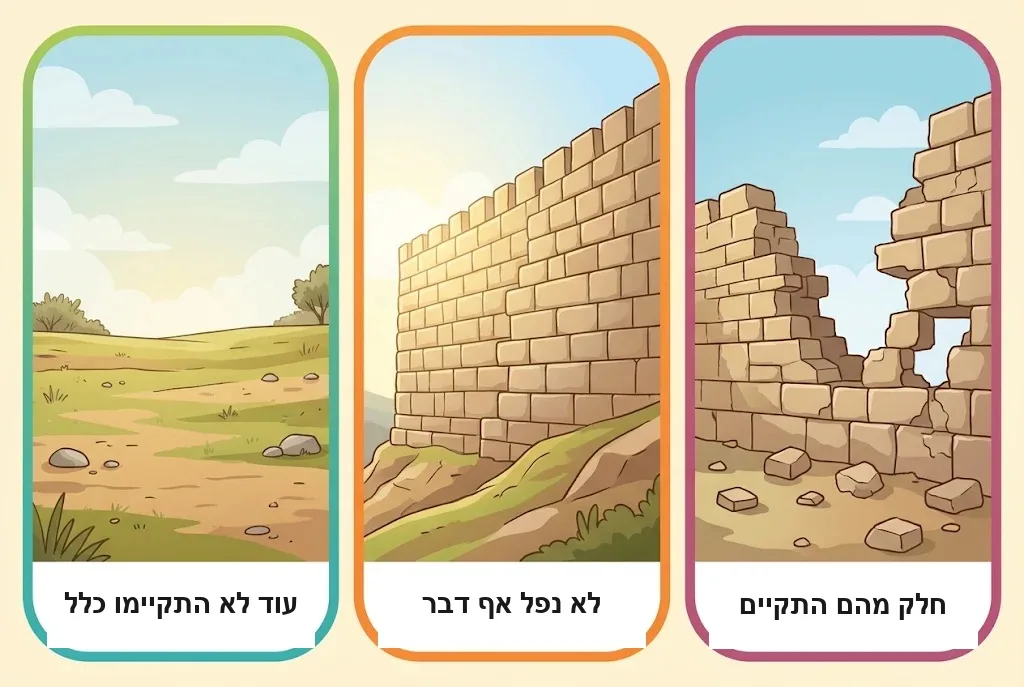 חלק מהם התקיים
לא נפל אף דבר
עוד לא התקיימו כלל